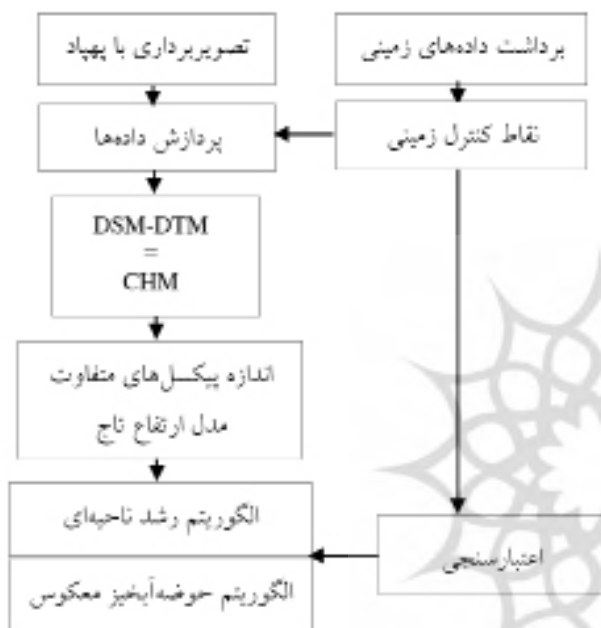 برداشت داده‌های زمینی
تصویربرداری با پهپاد
نقاط کنترل زمینی
پردازش داده‌ها
DSM-DTM
=
CHM
اندازه پیکسل‌های متفاوت
مدل ارتفاع تاج
الگوریتم رشد ناحیه‌ای
اعتبارسنجی
الگوریتم حوضه‌آبخیز معکوس